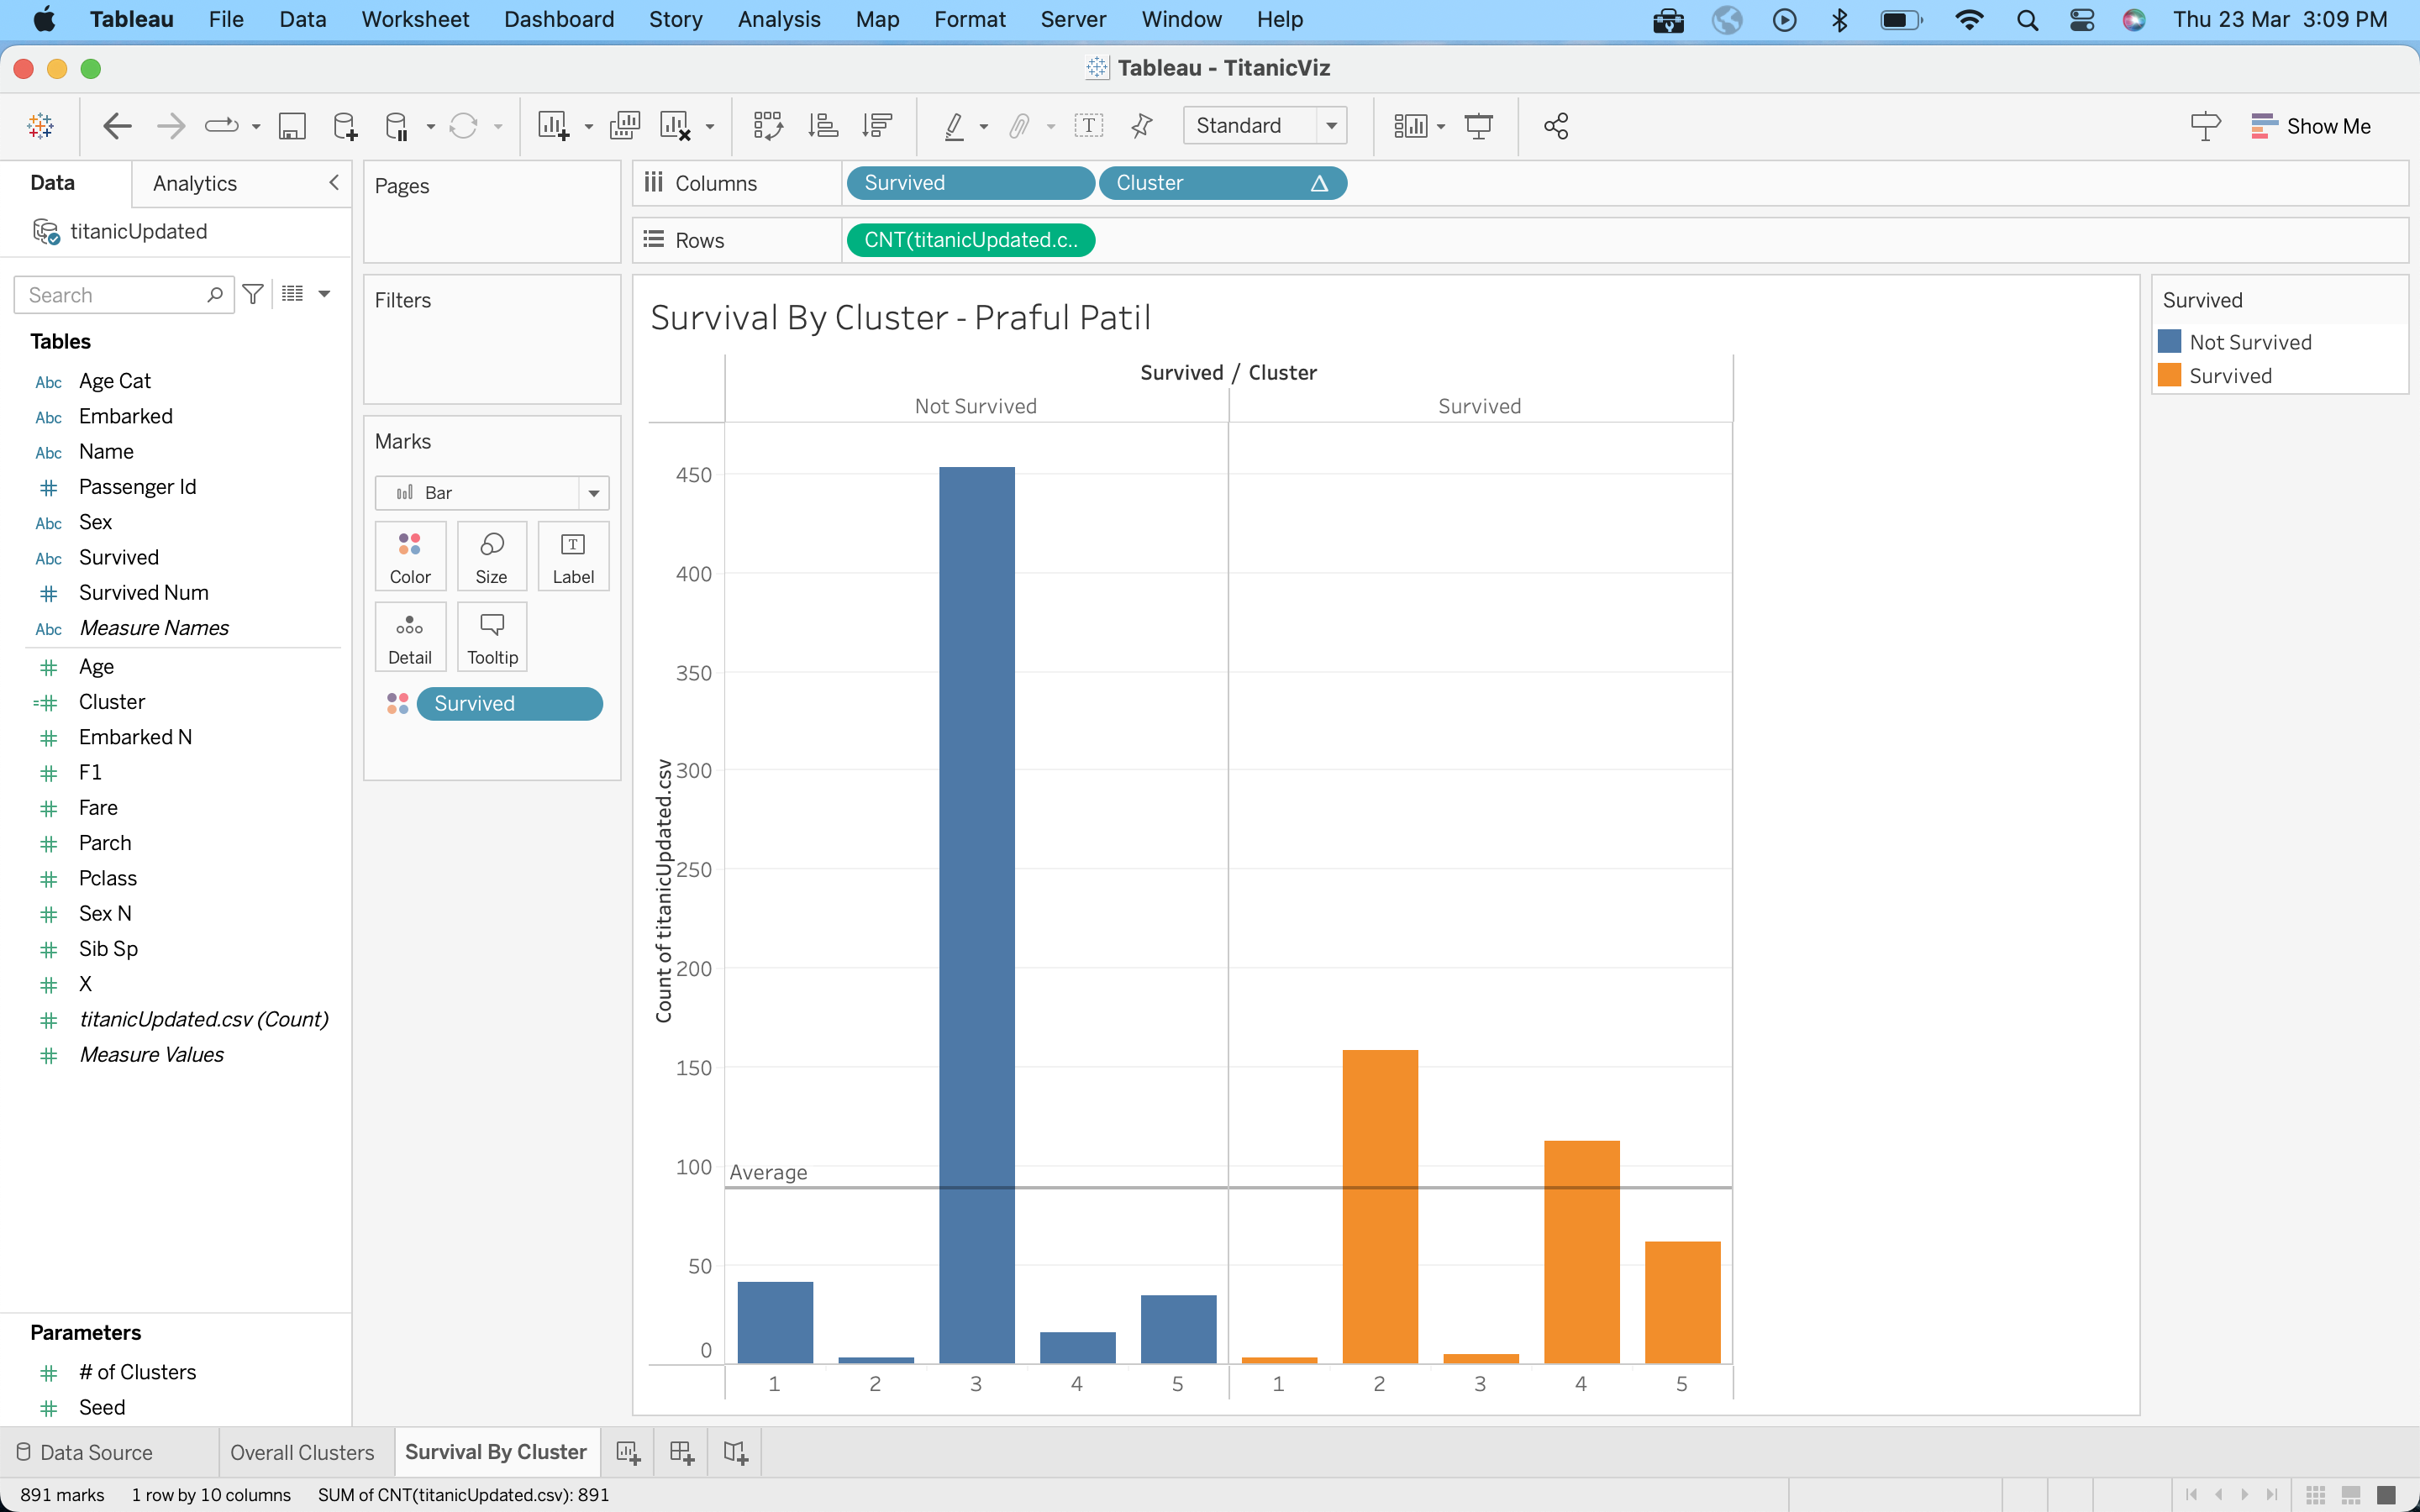 Tableau File Data Worksheet Dashboard Story Analysis Map Format Server Window Help Thu 23 Mar 3:09 PM
Tableau - TitanicViz
Standard Show Me
Data Analytics
titanicUpdated
Search
Tables
Abc Age Cat
Abc Embarked
Abc Name
# Passenger Id
Abc Sex
Abc Survived
# Survived Num
Abc Measure Names
# Age
=# Cluster
# Embarked N
# F1
# Fare
# Parch
# Pclass
# Sex N
# Sib Sp
# X
# titanicUpdated.csv (Count)
# Measure Values
Parameters
# # of Clusters
# Seed
Pages
Filters
Marks
Bar
Color Size Label
Detail Tooltip
Survived
Columns Survived Cluster Δ
Rows CNT(titanicUpdated.c..
Survival By Cluster - Praful Patil
Survived / Cluster
Not Survived Survived
Count of titanicUpdated.csv
450
400
350
300
250
200
150
100
50
0
Average
1 2 3 4 5 1 2 3 4 5
Survived
Not Survived
Survived
Data Source Overall Clusters Survival By Cluster
891 marks 1 row by 10 columns SUM of CNT(titanicUpdated.csv): 891